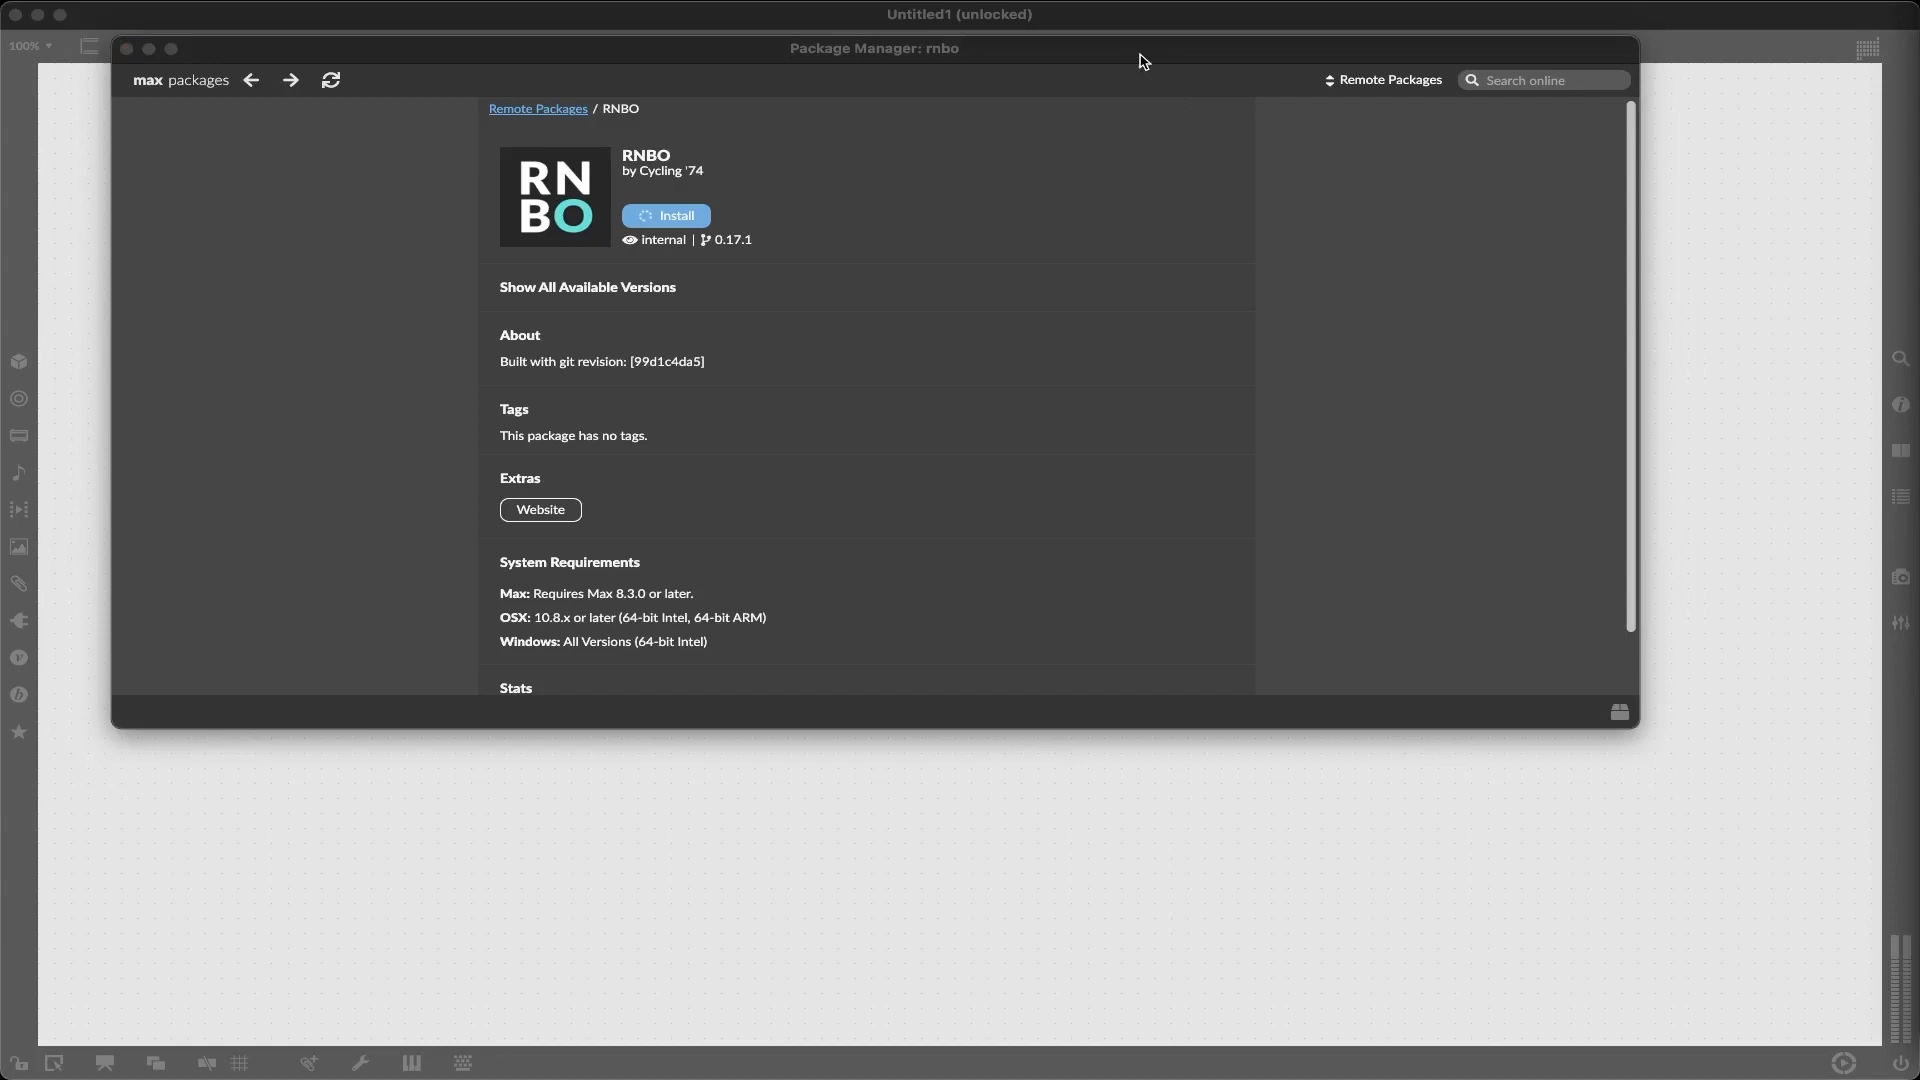 Untitled1 (unlocked)
100%
Package Manager: rnbo
max packages
Remote Packages
Search online
Remote Packages / RNBO
RN
BO
RNBO
by Cycling '74
Install
internal | 0.17.1
Show All Available Versions
About
Built with git revision: [99d1c4da5]
Tags
This package has no tags.
Extras
Website
System Requirements
Max: Requires Max 8.3.0 or later.
OSX: 10.8.x or later (64-bit Intel, 64-bit ARM)
Windows: All Versions (64-bit Intel)
Stats